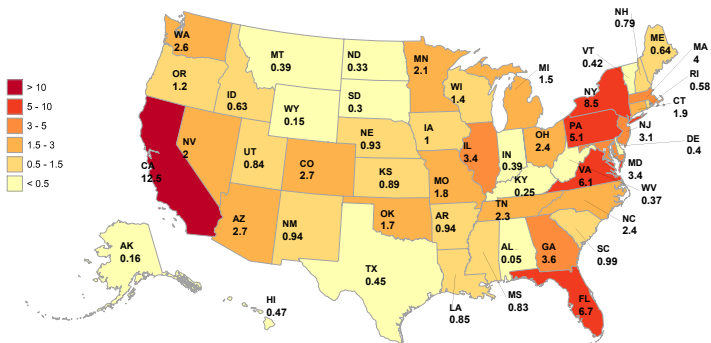 NH
0.79
WA
2.6
ME
0.64
MA
4
MT
0.39
ND
0.33
MN
2.1
VT
0.42
MI
1.5
RI
0.58
OR
1.2
ID
0.63
SD
0.3
WI
1.4
NY
8.5
CT
1.9
> 10
5 - 10
3 - 5
1.5 - 3
0.5 - 1.5
< 0.5
WY
0.15
NE
0.93
IA
1
PA
5.1
NJ
3.1
NV
2
UT
0.84
CO
2.7
IL
3.4
IN
0.39
OH
2.4
DE
0.4
CA
12.5
KS
0.89
MO
1.8
KY
0.25
VA
6.1
MD
3.4
WV
0.37
AZ
2.7
NM
0.94
OK
1.7
AR
0.94
TN
2.3
NC
2.4
AK
0.16
TX
0.45
AL
0.05
GA
3.6
SC
0.99
HI
0.47
LA
0.85
MS
0.83
FL
6.7